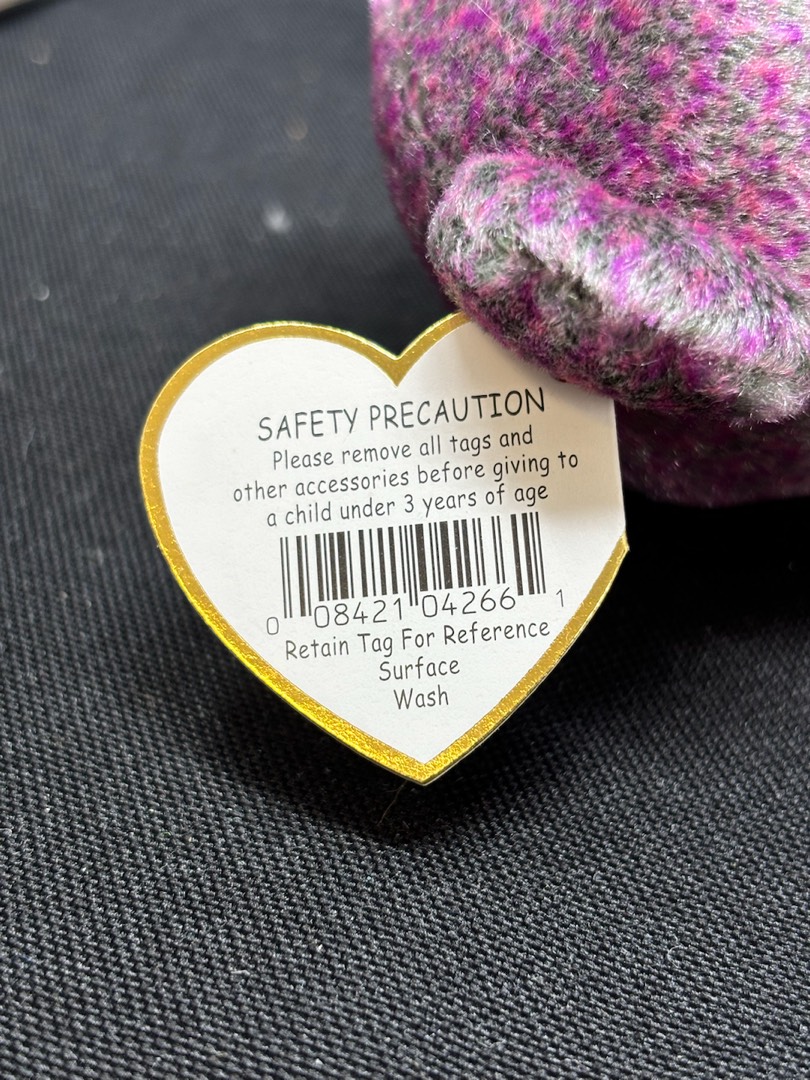 SAFETY PRECAUTION
Please remove all tags and
other accessories before giving to
a child under 3 years of age
0 08421 04266 1
Retain Tag For Reference
Surface
Wash